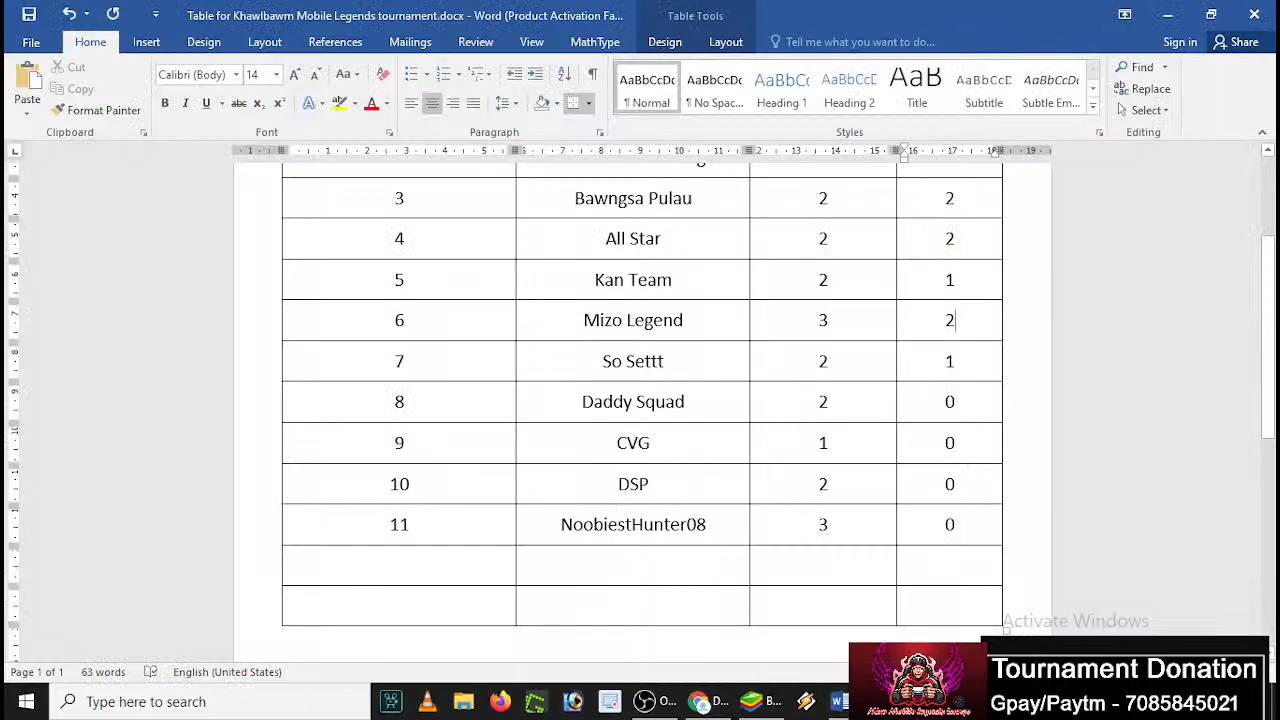 Table for Khawlbawm Mobile Legends tournament.docx - Word (Product Activation Fa...
Table Tools
File Home Insert Design Layout References Mailings Review View MathType Design Layout Tell me what you want to do... Sign in Share
Paste
Cut
Copy
Format Painter
Clipboard
Calibri (Body) 14
Font
Paragraph
AaBbCcDc AaBbCcDc AaBbCc AaBbCcC AaB AaBbCcD AaBbCcD
¶ Normal ¶ No Spac... Heading 1 Heading 2 Title Subtitle Subtle Em...
Styles
Find
Replace
Select
Editing
3 Bawngsa Pulau 2 2
4 All Star 2 2
5 Kan Team 2 1
6 Mizo Legend 3 2
7 So Settt 2 1
8 Daddy Squad 2 0
9 CVG 1 0
10 DSP 2 0
11 NoobiestHunter08 3 0
Activate Windows
Page 1 of 1 63 words English (United States)
Tournament Donation
Gpay/Paytm - 7085845021
Type here to search
O... D... B...